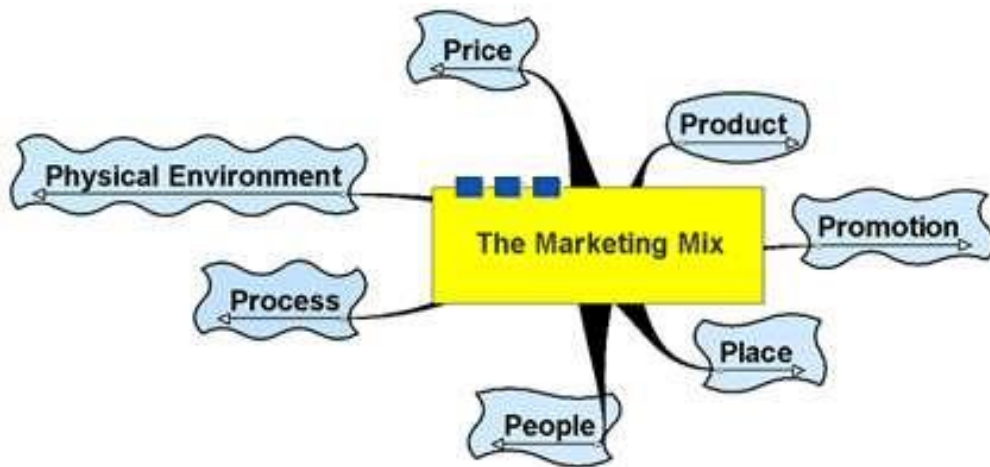 Price
Product
Physical Environment
The Marketing Mix
Promotion
Process
Place
People